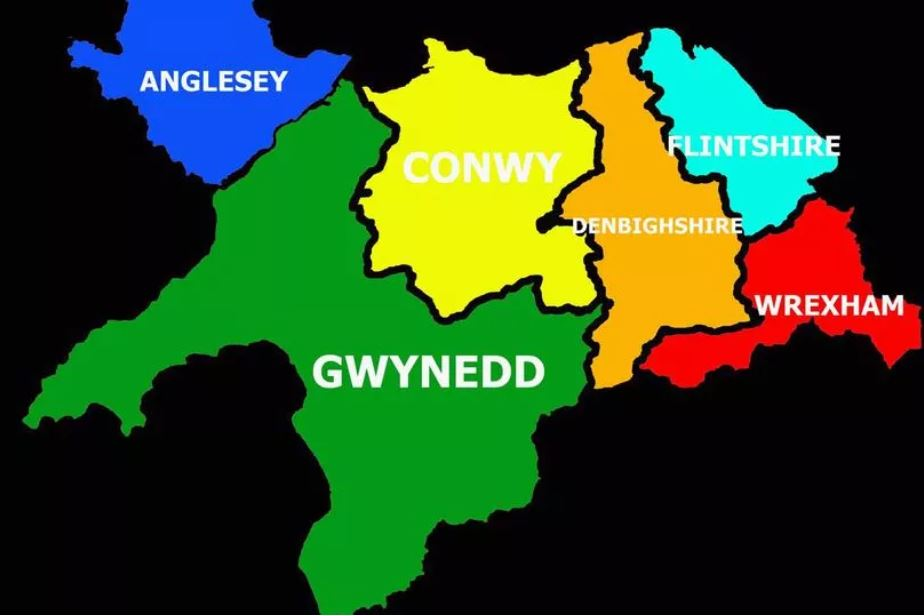 ANGLESEY
CONWY
FLINTSHIRE
DENBIGHSHIRE
WREXHAM
GWYNEDD